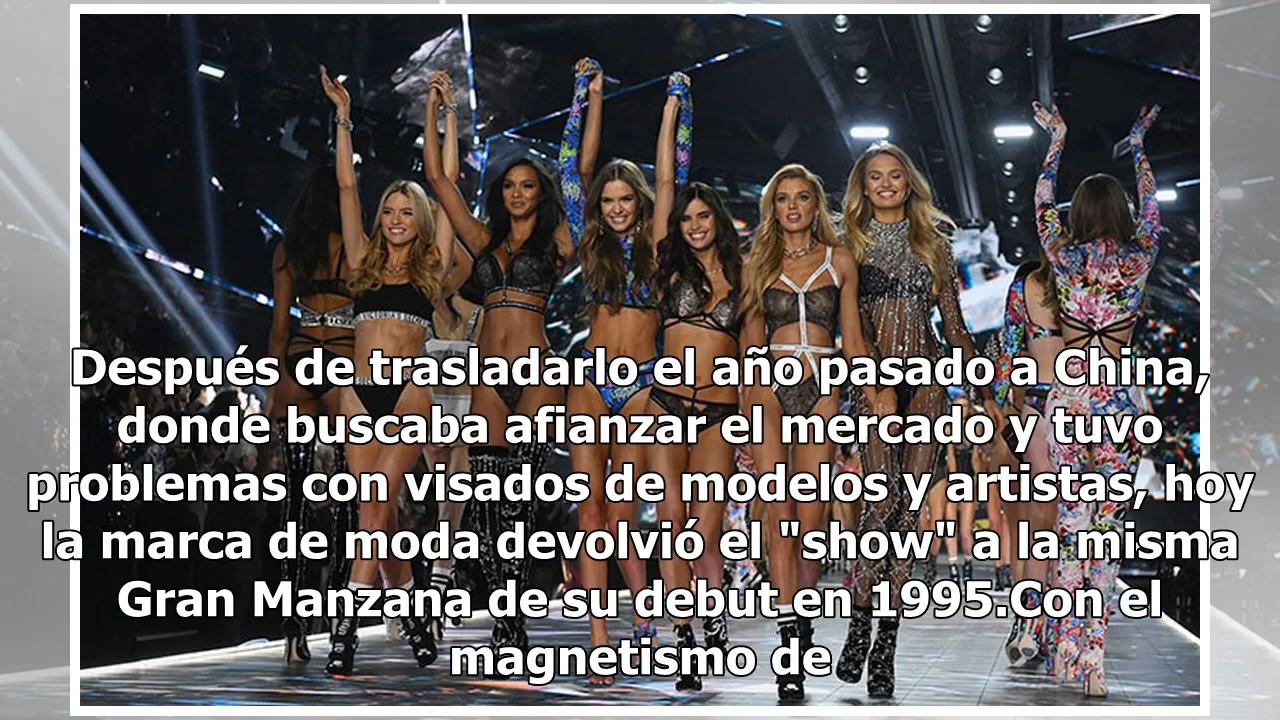 VICTORIA'S SECRET
Después de trasladarlo el año pasado a China,
donde buscaba afianzar el mercado y tuvo
problemas con visados de modelos y artistas, hoy
la marca de moda devolvió el "show" a la misma
Gran Manzana de su debut en 1995.Con el
magnetismo de